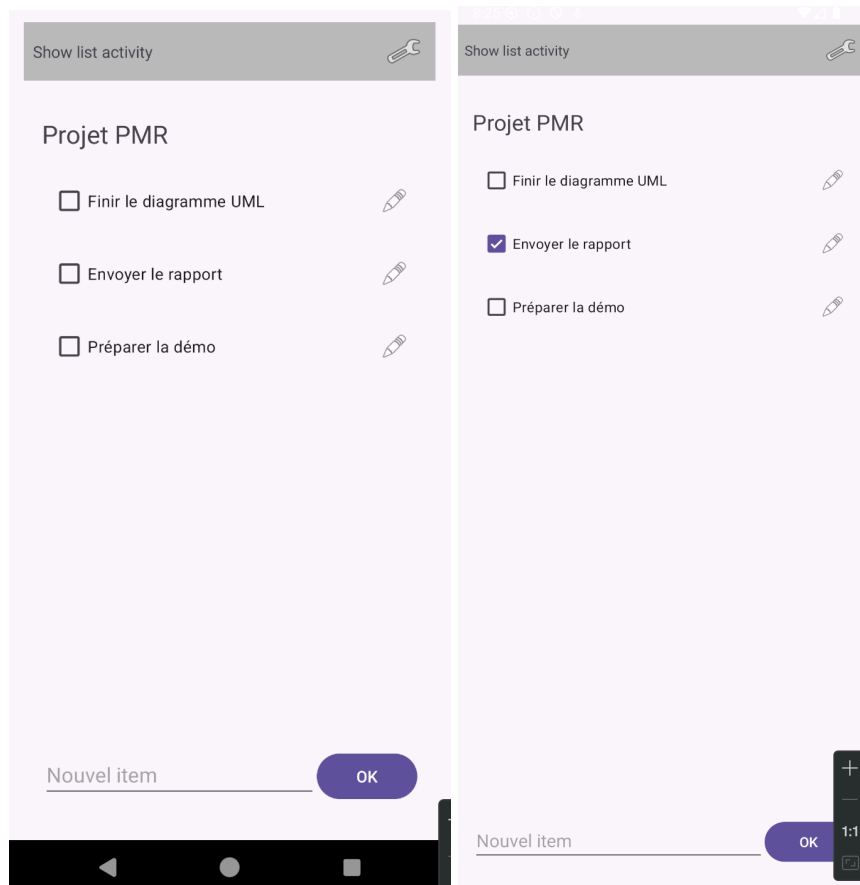 Show list activity
Projet PMR
Finir le diagramme UML
Envoyer le rapport
Préparer la démo
Nouvel item
OK
Show list activity
Projet PMR
Finir le diagramme UML
Envoyer le rapport
Préparer la démo
Nouvel item
OK
1:1